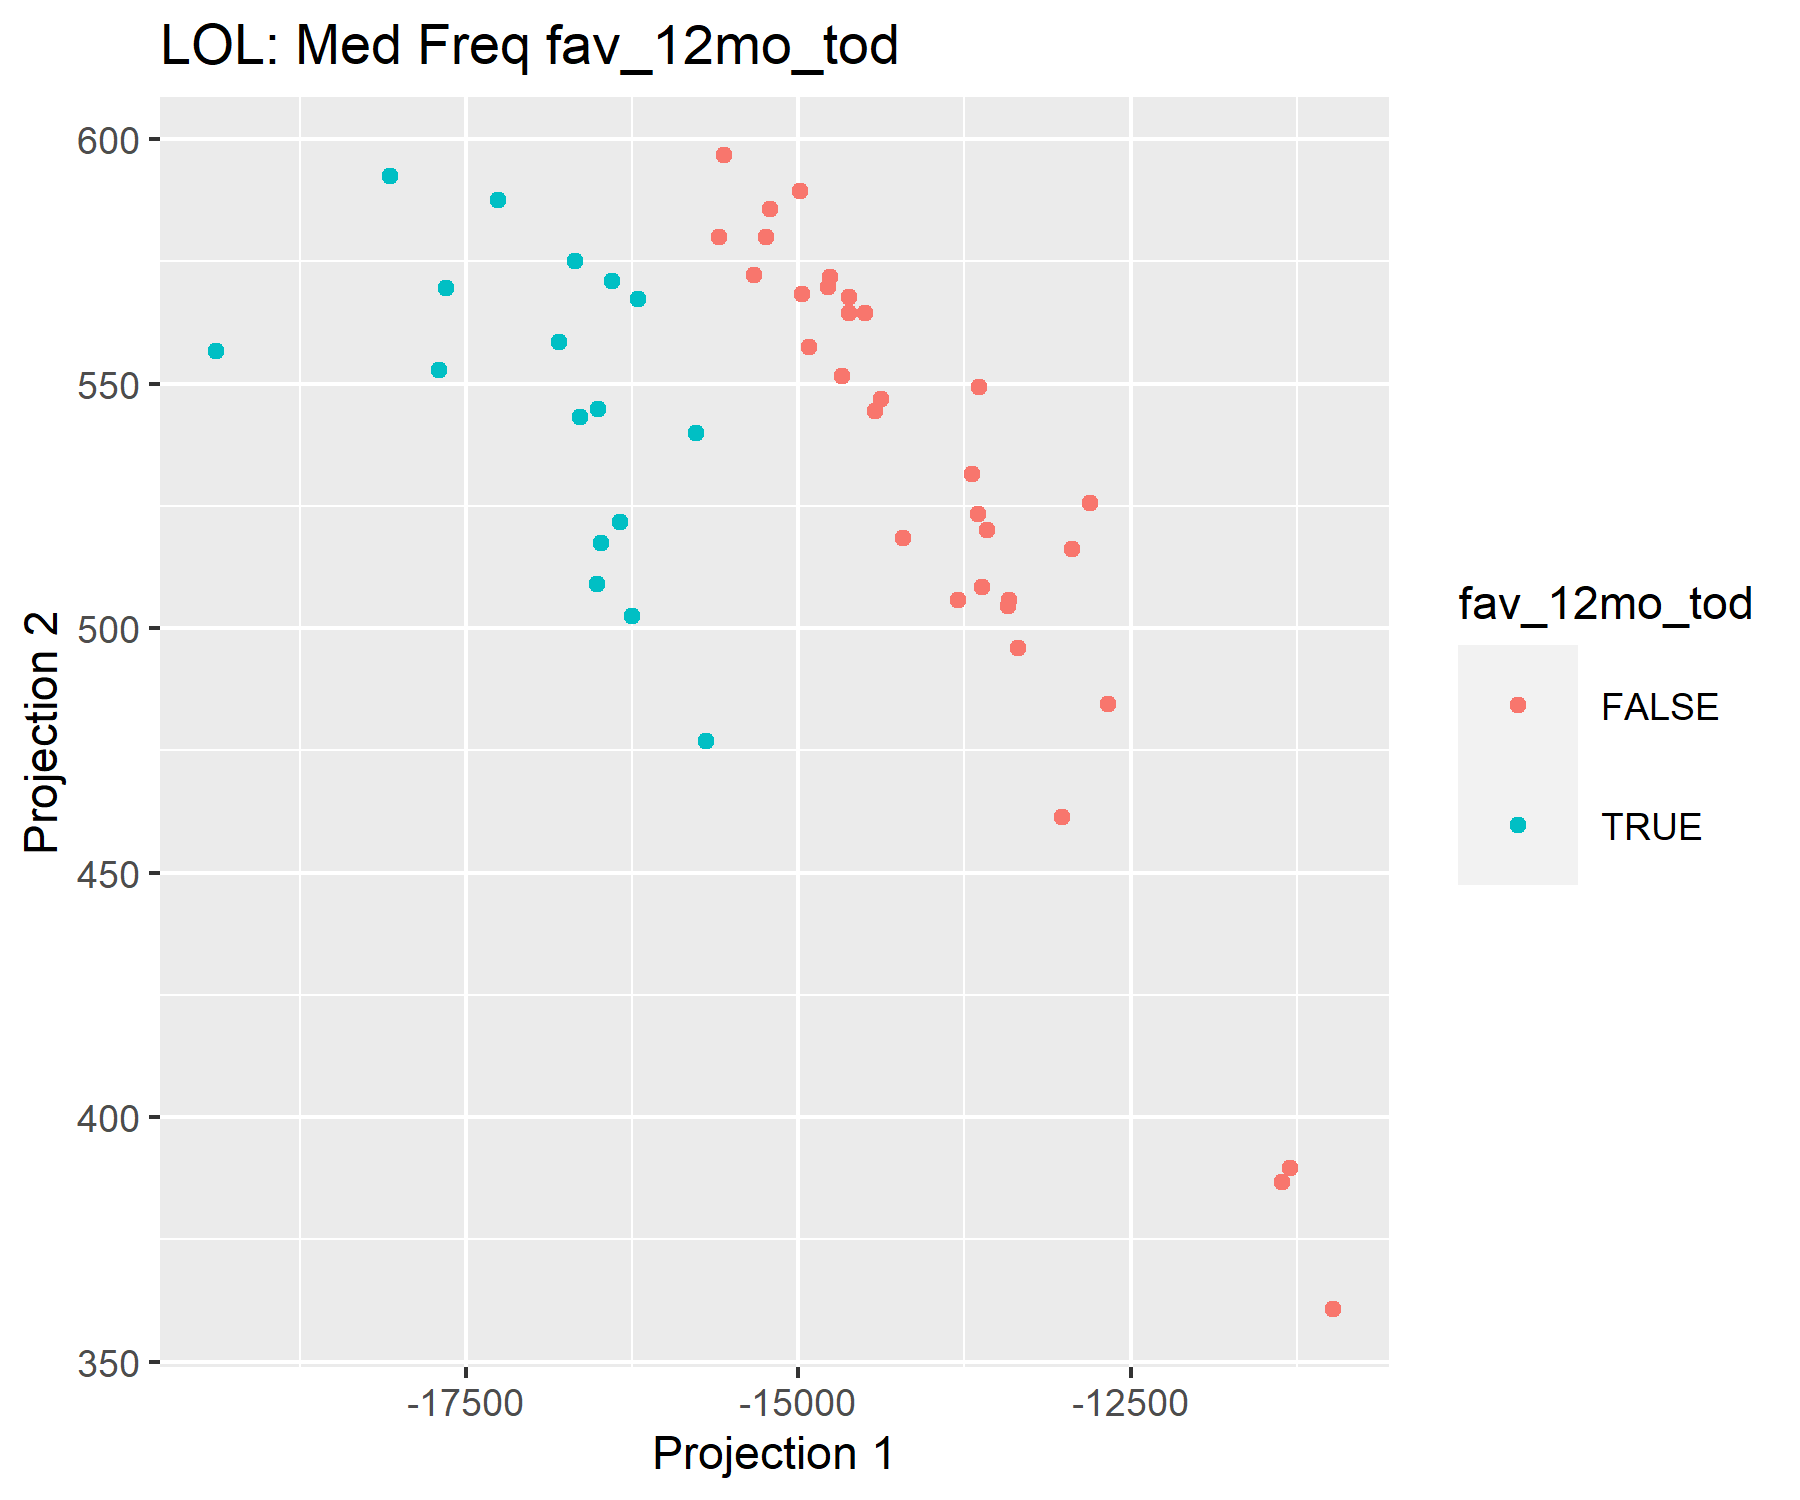 LOL: Med Freq fav_12mo_tod
600
550
500
450
400
350
Projection 2
-17500
-15000
-12500
Projection 1
fav_12mo_tod
FALSE
TRUE